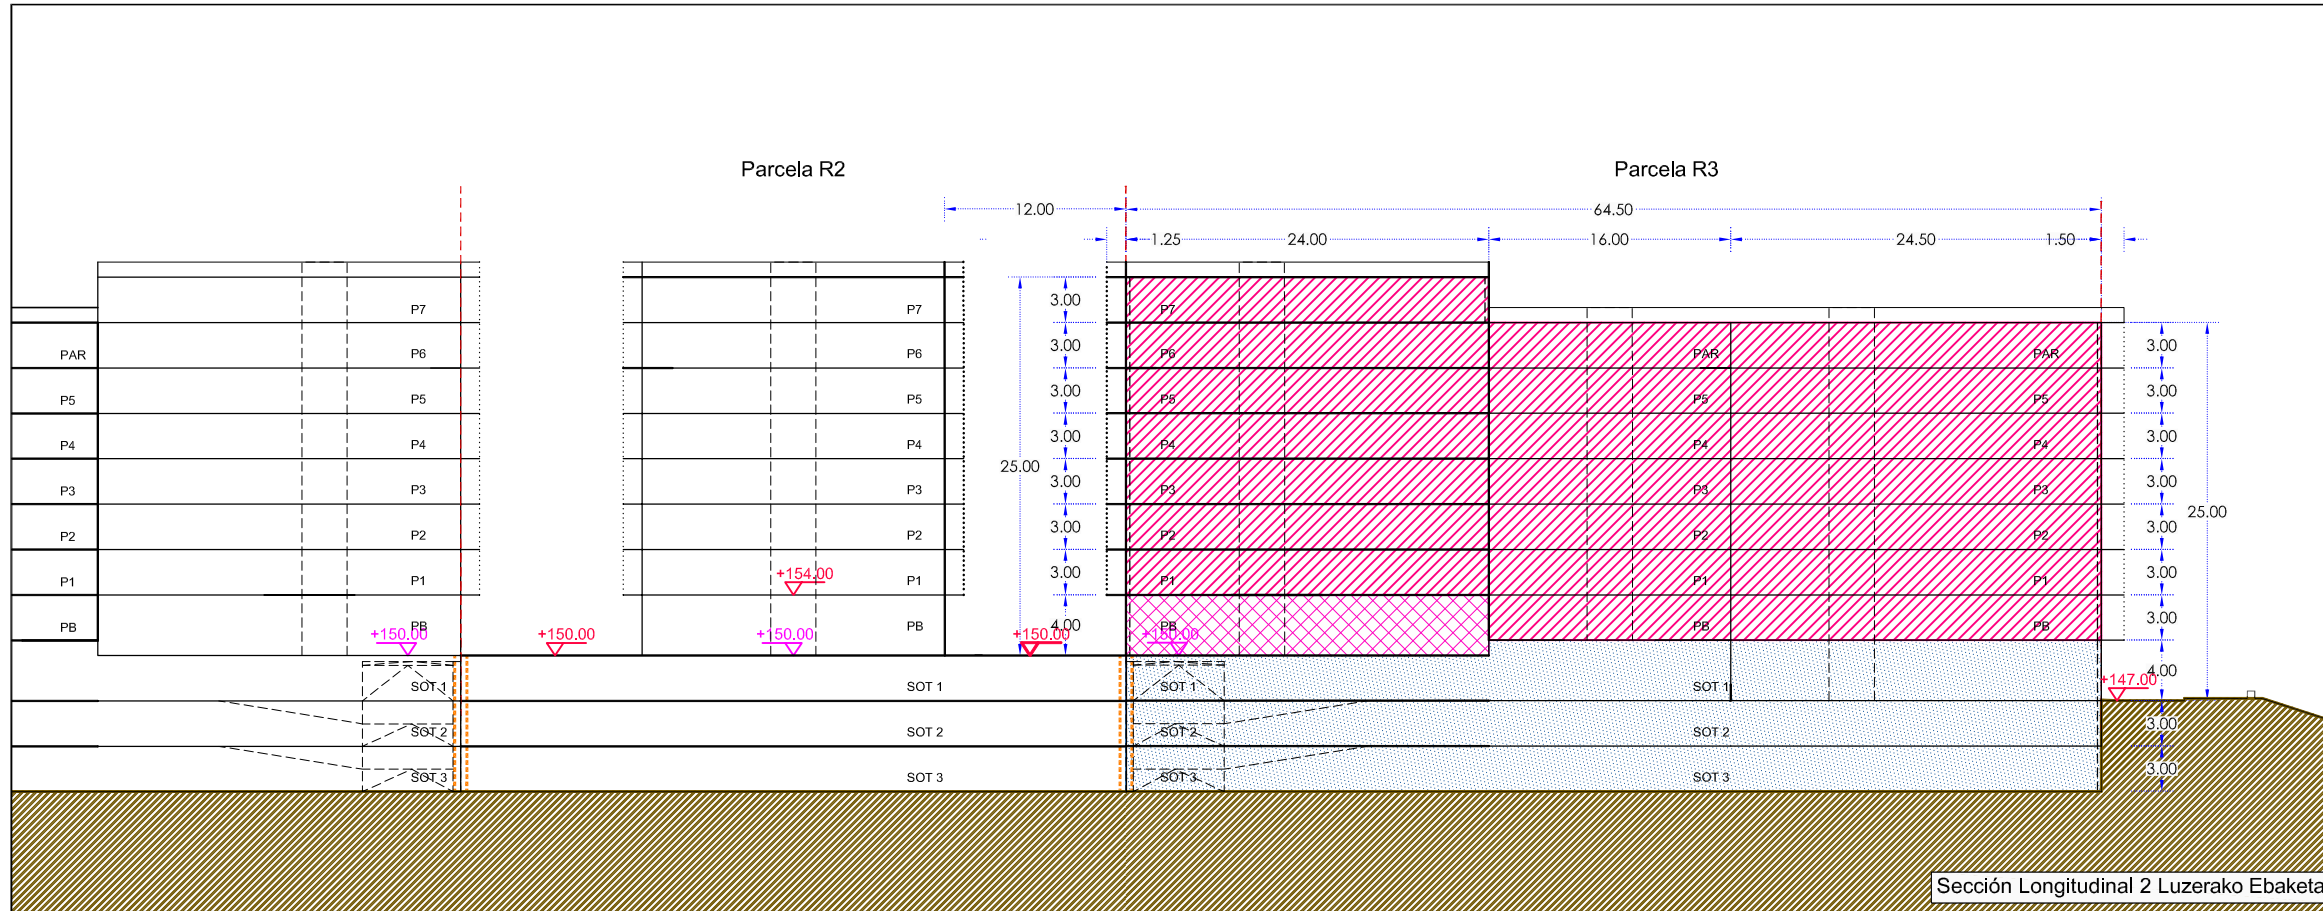 Parcela R2 Parcela R3
12.00 64.50
1.25 24.00 16.00 24.50 1.50
P7 P7 3.00 P7
PAR P6 P6 3.00 P6 PAR PAR 3.00
P5 P5 P5 3.00 P5 P5 P5 3.00
P4 P4 P4 3.00 P4 P4 P4 3.00
25.00
P3 P3 P3 3.00 P3 P3 P3 3.00
25.00
P2 P2 P2 3.00 P2 P2 P2 3.00
P1 P1 +154.00 P1 3.00 P1 P1 P1 3.00
PB PB PB 4.00 PB PB PB 3.00
+150.00 +150.00 +150.00 +150.00 +150.00
4.00
+147.00
SOT 1 SOT 1 SOT 1 SOT 1
SOT 2 SOT 2 SOT 2 SOT 2 3.00
SOT 3 SOT 3 SOT 3 SOT 3 3.00
Sección Longitudinal 2 Luzerako Ebaketa